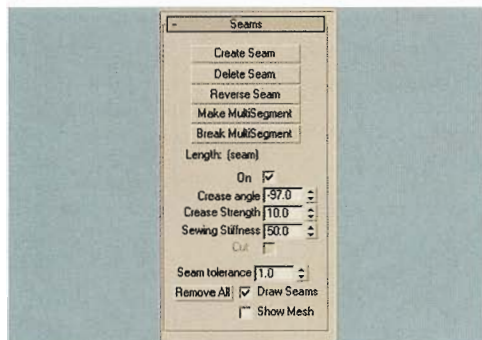 - Seams
Create Seam
Delete Seam
Reverse Seam
Make MultiSegment
Break MultiSegment
Length: (seam)
On
Crease angle -97.0
Crease Strength 10.0
Sewing Stiffness 50.0
Cut
Seam tolerance 1.0
Remove All Draw Seams
Show Mesh